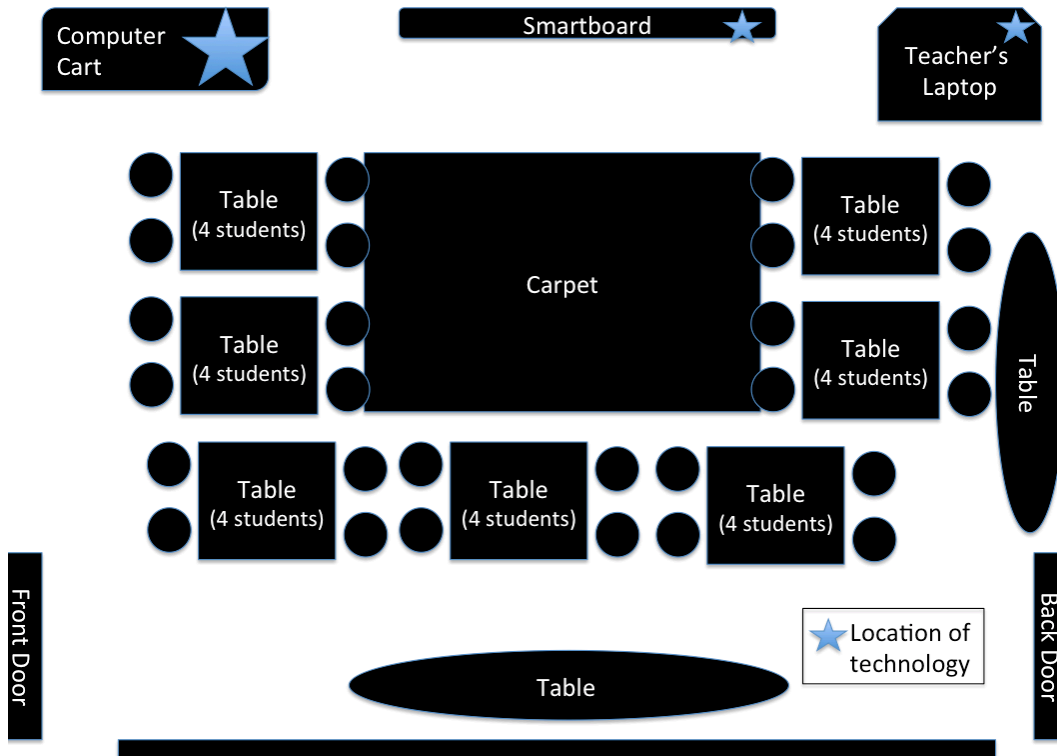 Computer
Cart
Smartboard
Teacher’s
Laptop
Table
(4 students)
Table
(4 students)
Carpet
Table
(4 students)
Table
(4 students)
Table
Table
(4 students)
Table
(4 students)
Table
(4 students)
Front Door
Back Door
Location of
technology
Table